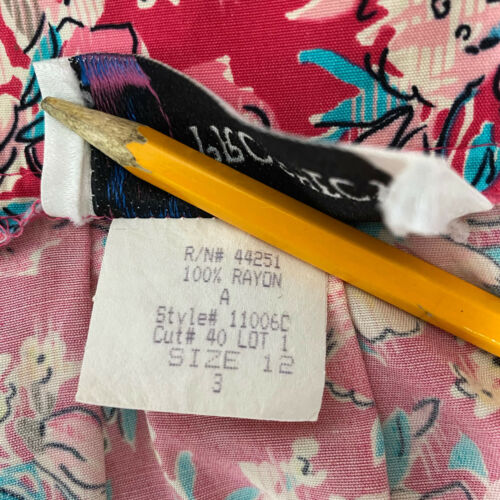 R/N# 44251
100% RAYON
A
Style# 11006C
Cut# 40 LOT 1
SIZE 12
3